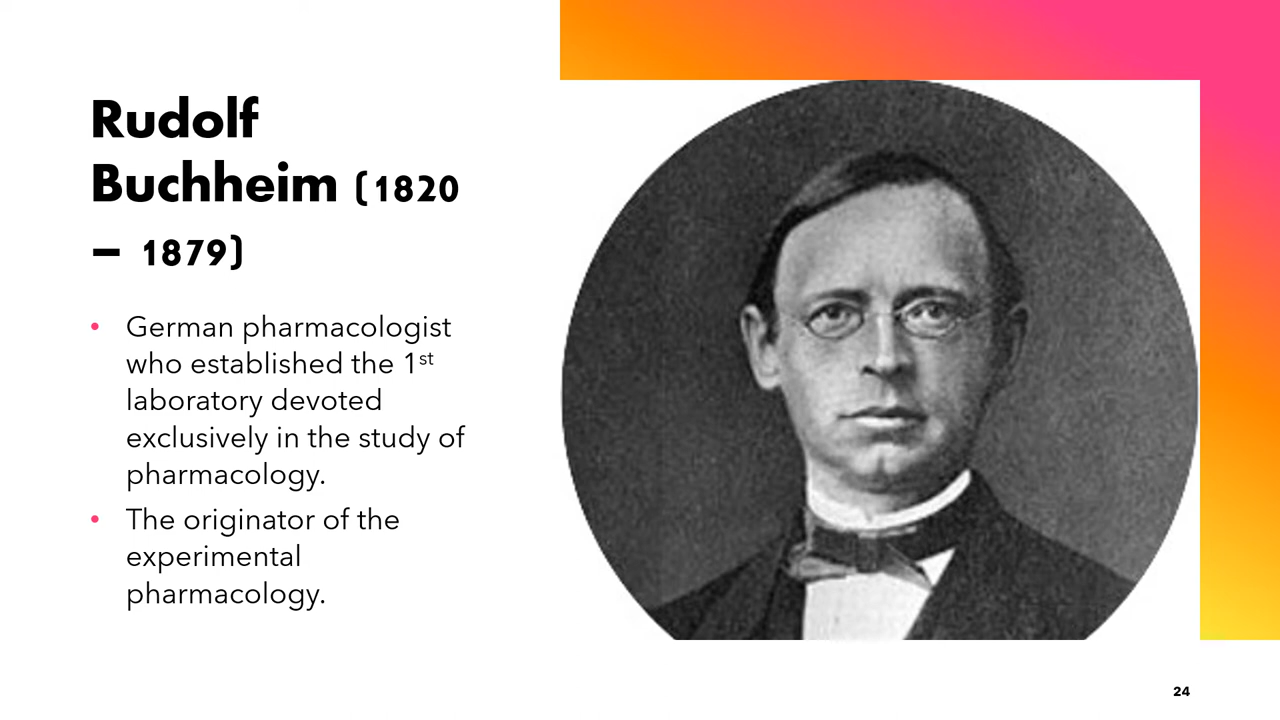 Rudolf
Buchheim (1820
– 1879)
• German pharmacologist
who established the 1st
laboratory devoted
exclusively in the study of
pharmacology.
• The originator of the
experimental
pharmacology.
24